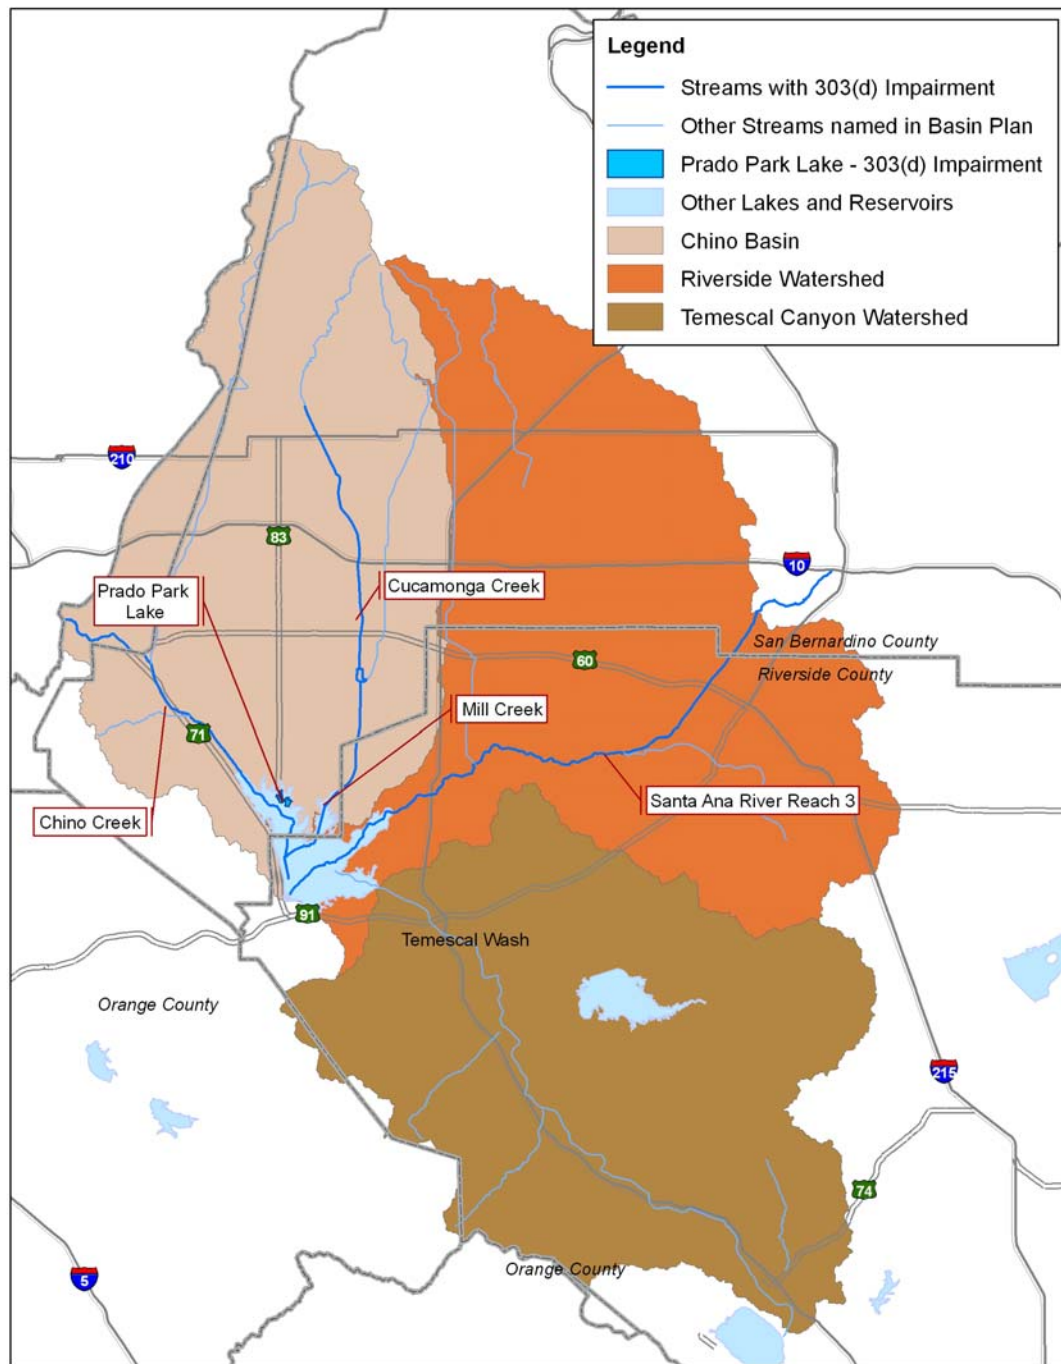 Legend
Streams with 303(d) Impairment
Other Streams named in Basin Plan
Prado Park Lake - 303(d) Impairment
Other Lakes and Reservoirs
Chino Basin
Riverside Watershed
Temescal Canyon Watershed
210
83
10
Prado Park
Lake
Cucamonga Creek
San Bernardino County
60
Riverside County
Mill Creek
71
Santa Ana River Reach 3
Chino Creek
91
Temescal Wash
Orange County
215
74
Orange County
5